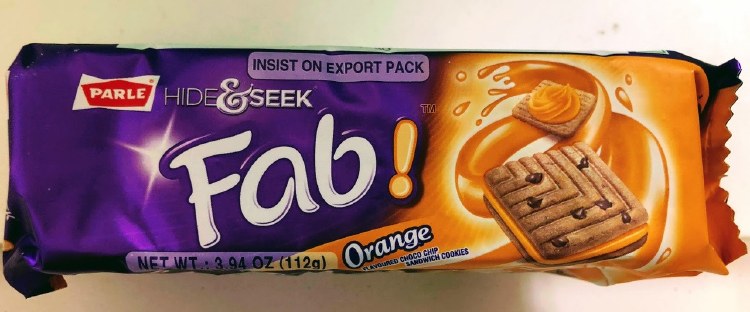 INSIST ON EXPORT PACK
PARLE
HIDE & SEEK
Fab!
TM
NET WT.: 3.94 OZ (112g)
Orange
FLAVOURED CHOCO CHIP
SANDWICH COOKIES